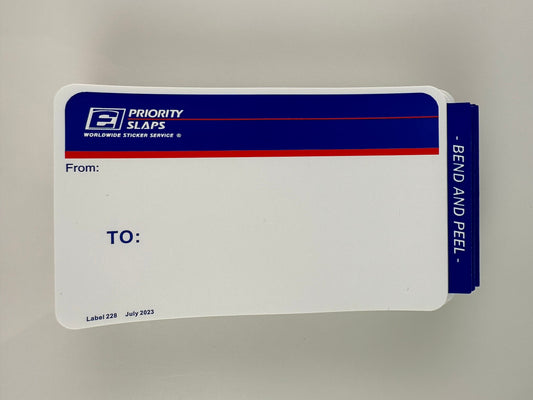 E PRIORITY
SLAPS
WORLDWIDE STICKER SERVICE ®
From:
TO:
Label 228 July 2023
- BEND AND PEEL -